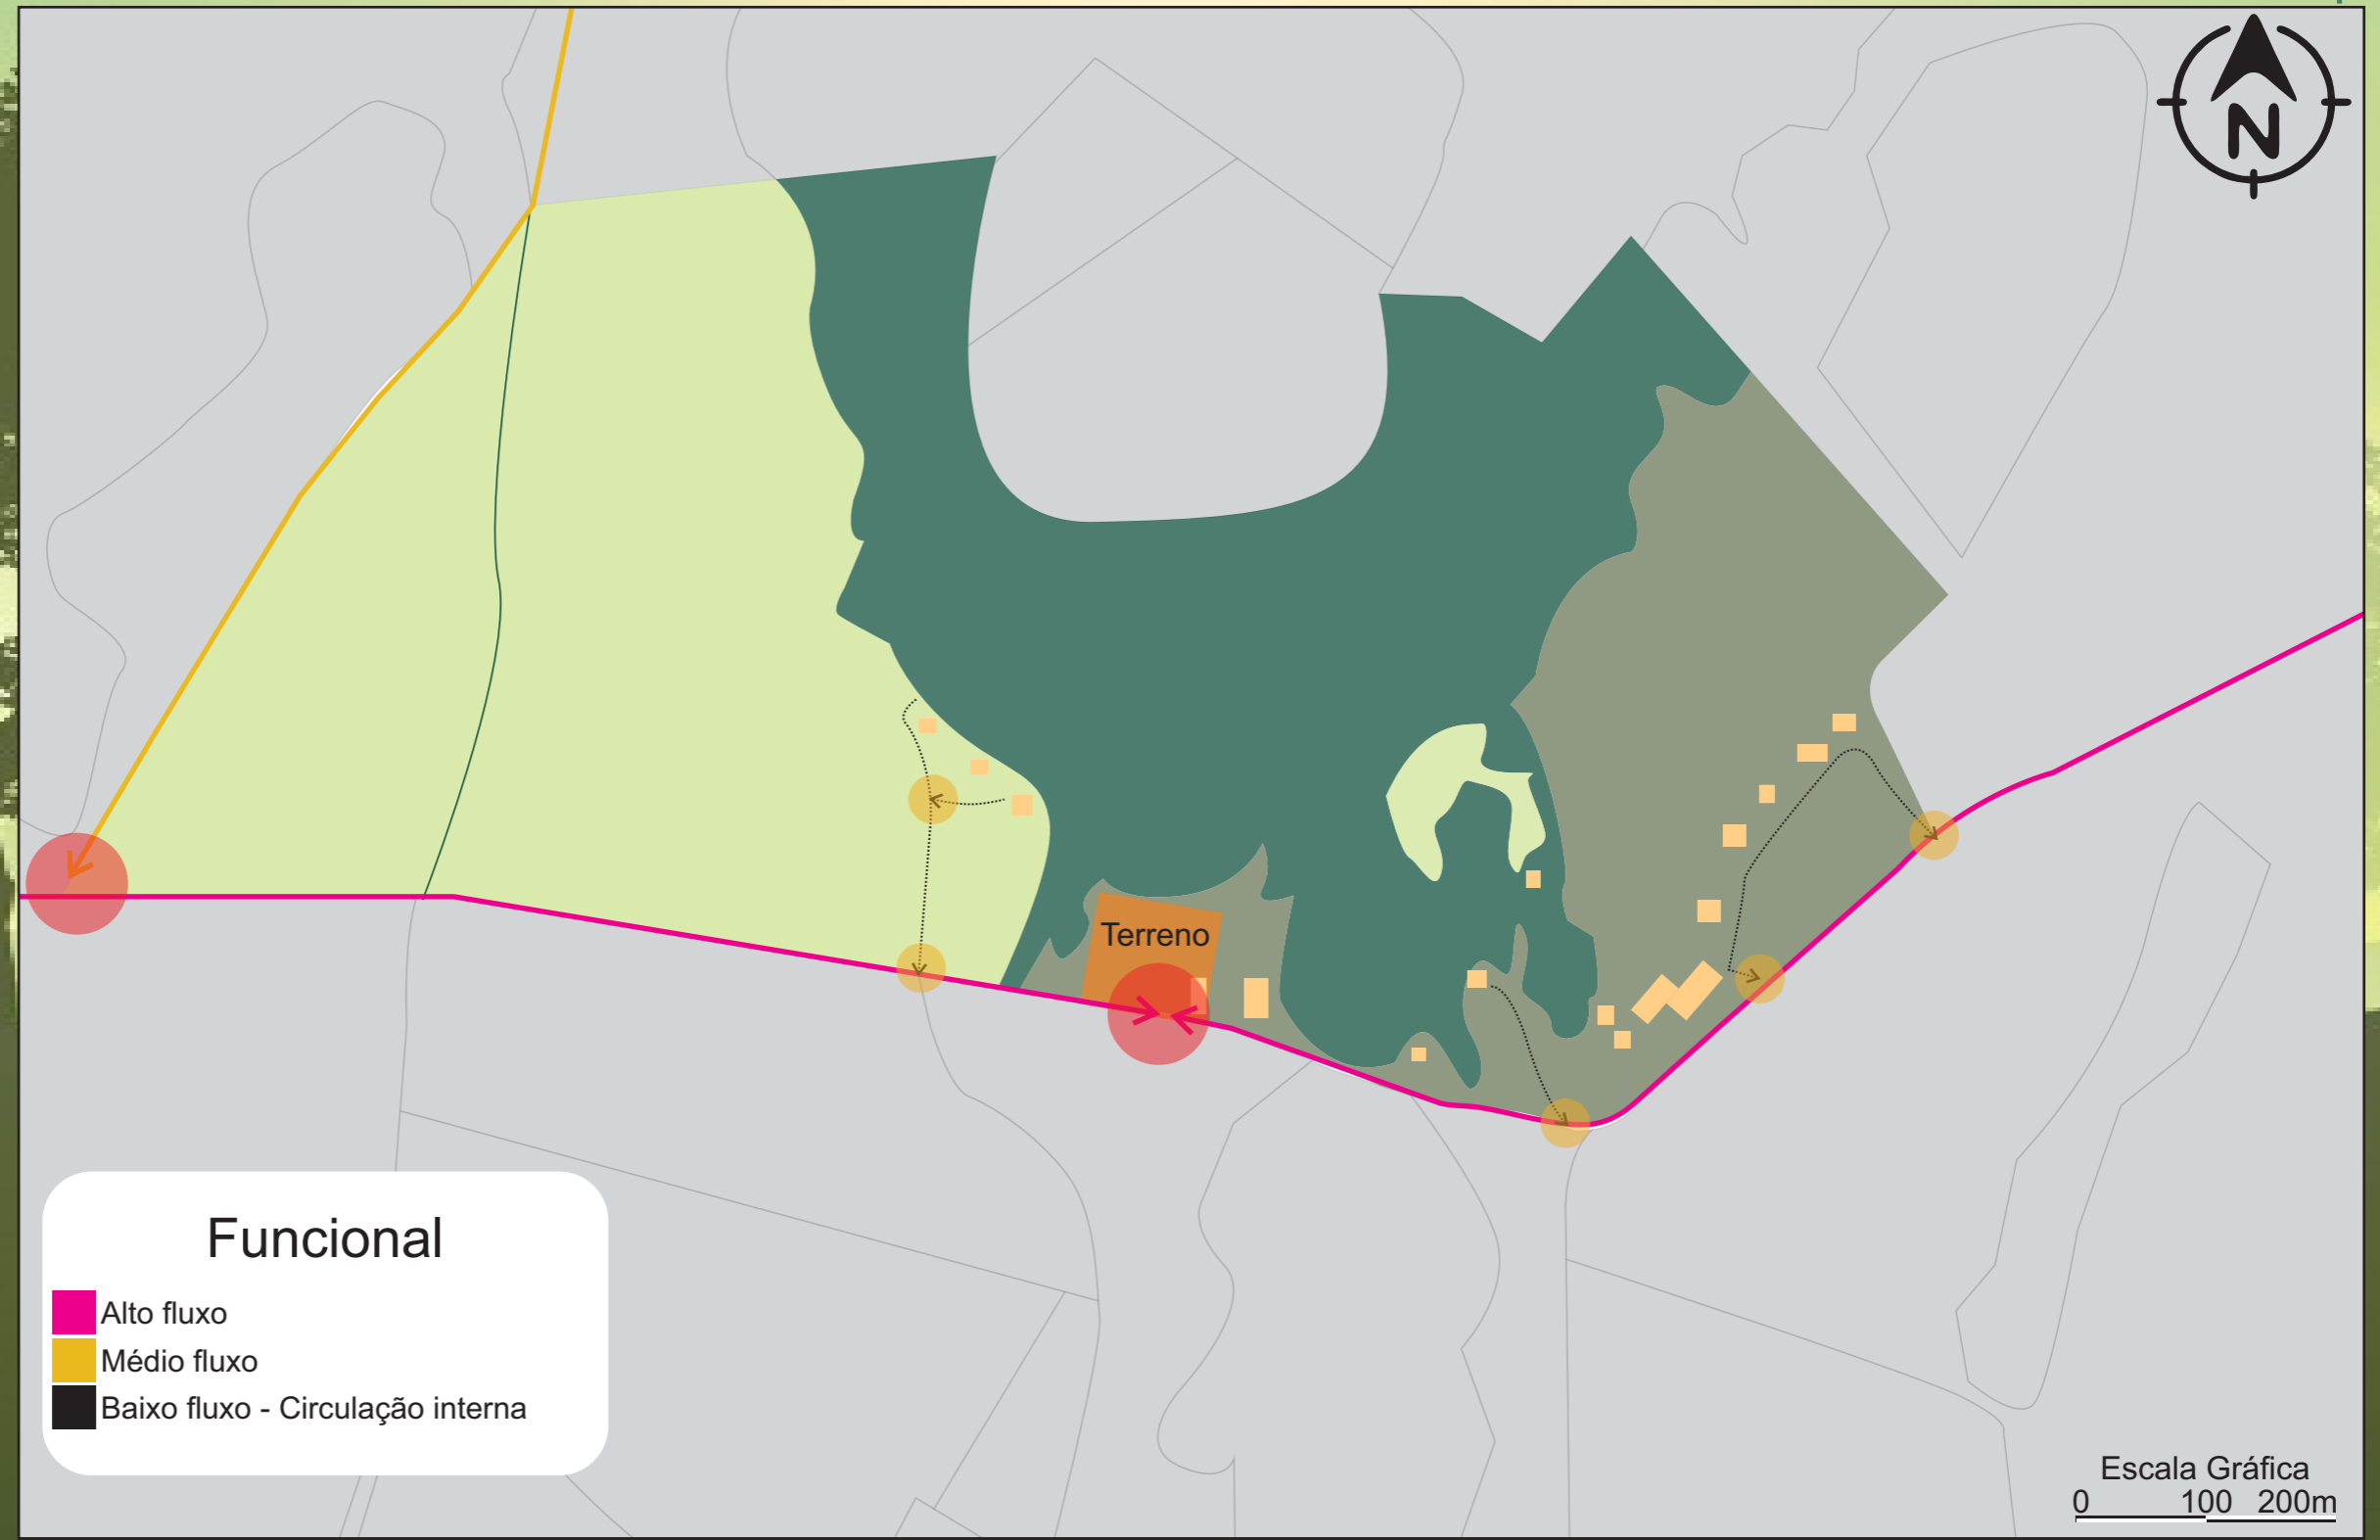 N
Terreno
Funcional
Alto fluxo
Médio fluxo
Baixo fluxo - Circulação interna
Escala Gráfica
0 100 200m